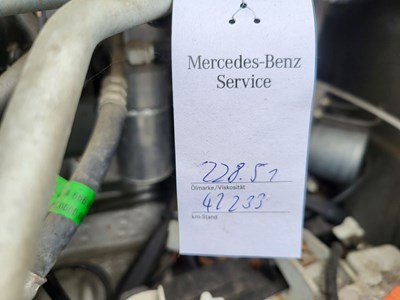 Mercedes-Benz
Service
228.51
Ölmarke/Viskosität
42233
km-Stand